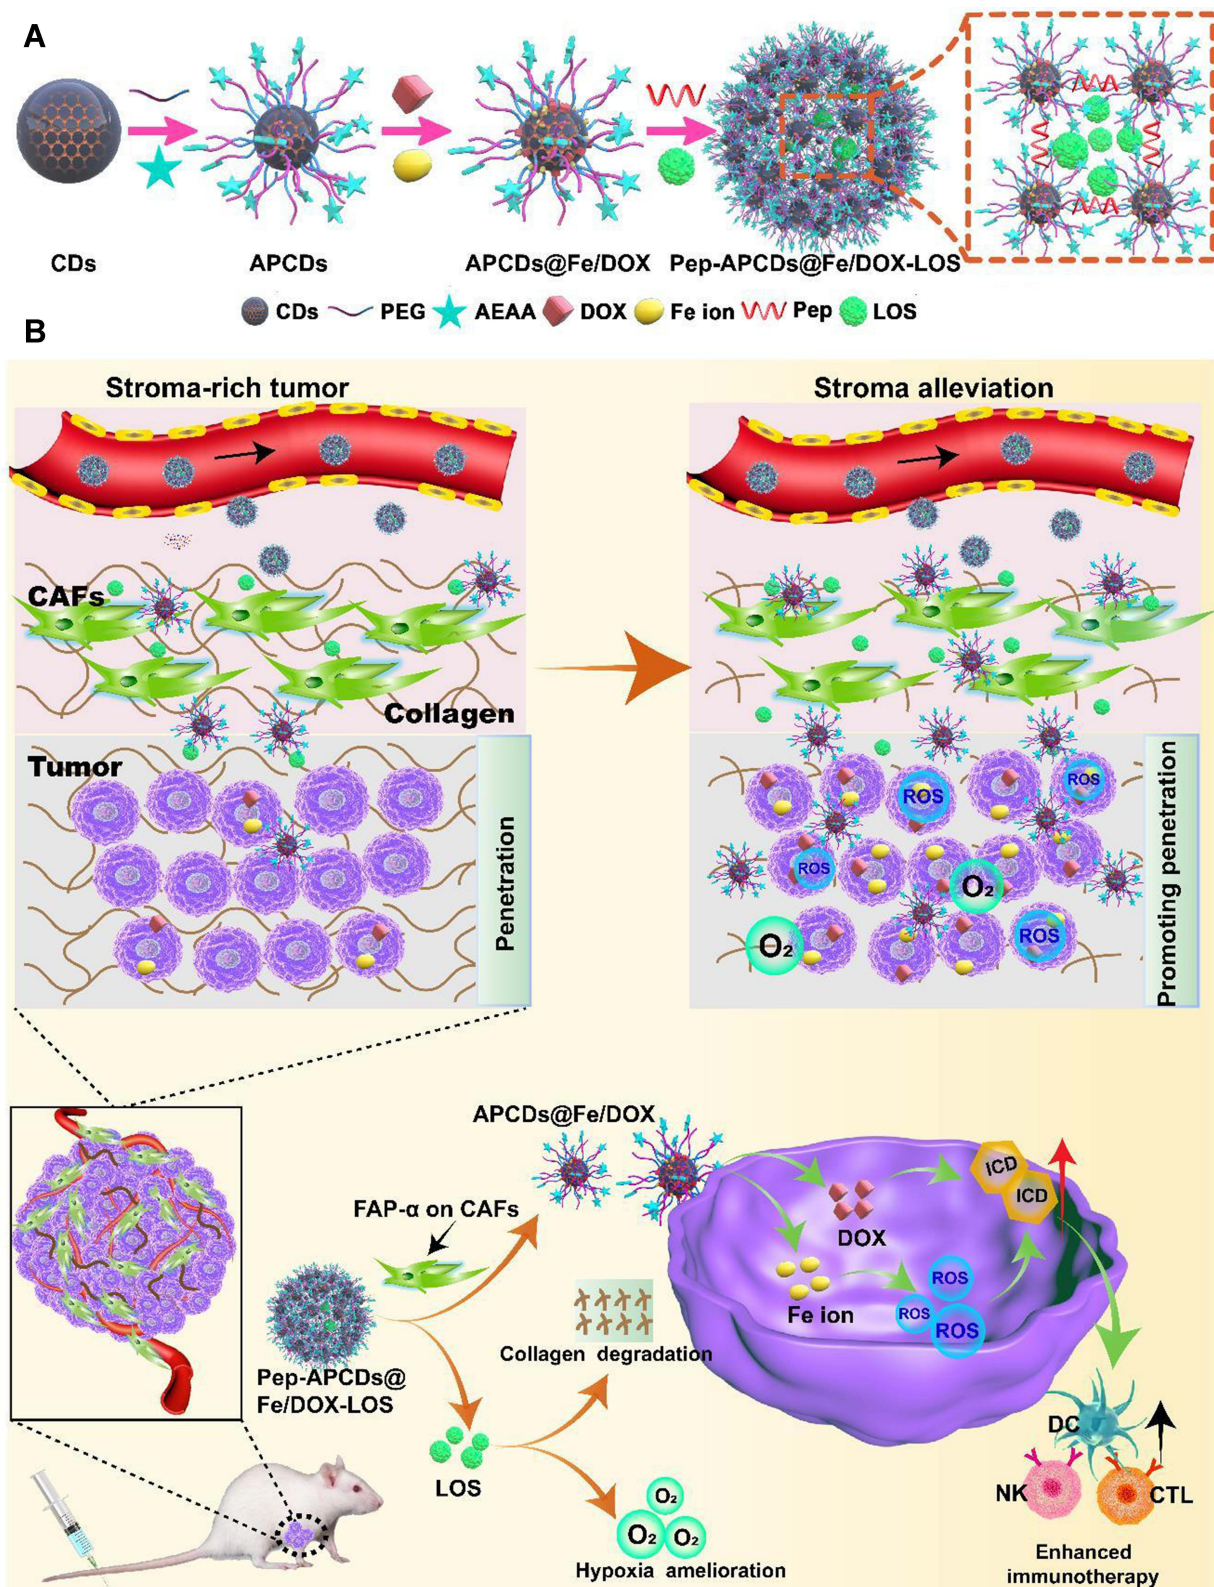 A
CDs
APCDs
APCDs@Fe/DOX
Pep-APCDs@Fe/DOX-LOS
CDs PEG AEAA DOX Fe ion Pep LOS
B
Stroma-rich tumor
Stroma alleviation
CAFs
Collagen
Tumor
Penetration
ROS
ROS
ROS
O₂
O₂
ROS
Promoting penetration
APCDs@Fe/DOX
FAP-α on CAFs
Pep-APCDs@
Fe/DOX-LOS
LOS
Collagen degradation
O₂
O₂
O₂
Hypoxia amelioration
DOX
Fe ion
ROS
ROS
ROS
ICD
ICD
DC
NK
CTL
Enhanced
immunotherapy